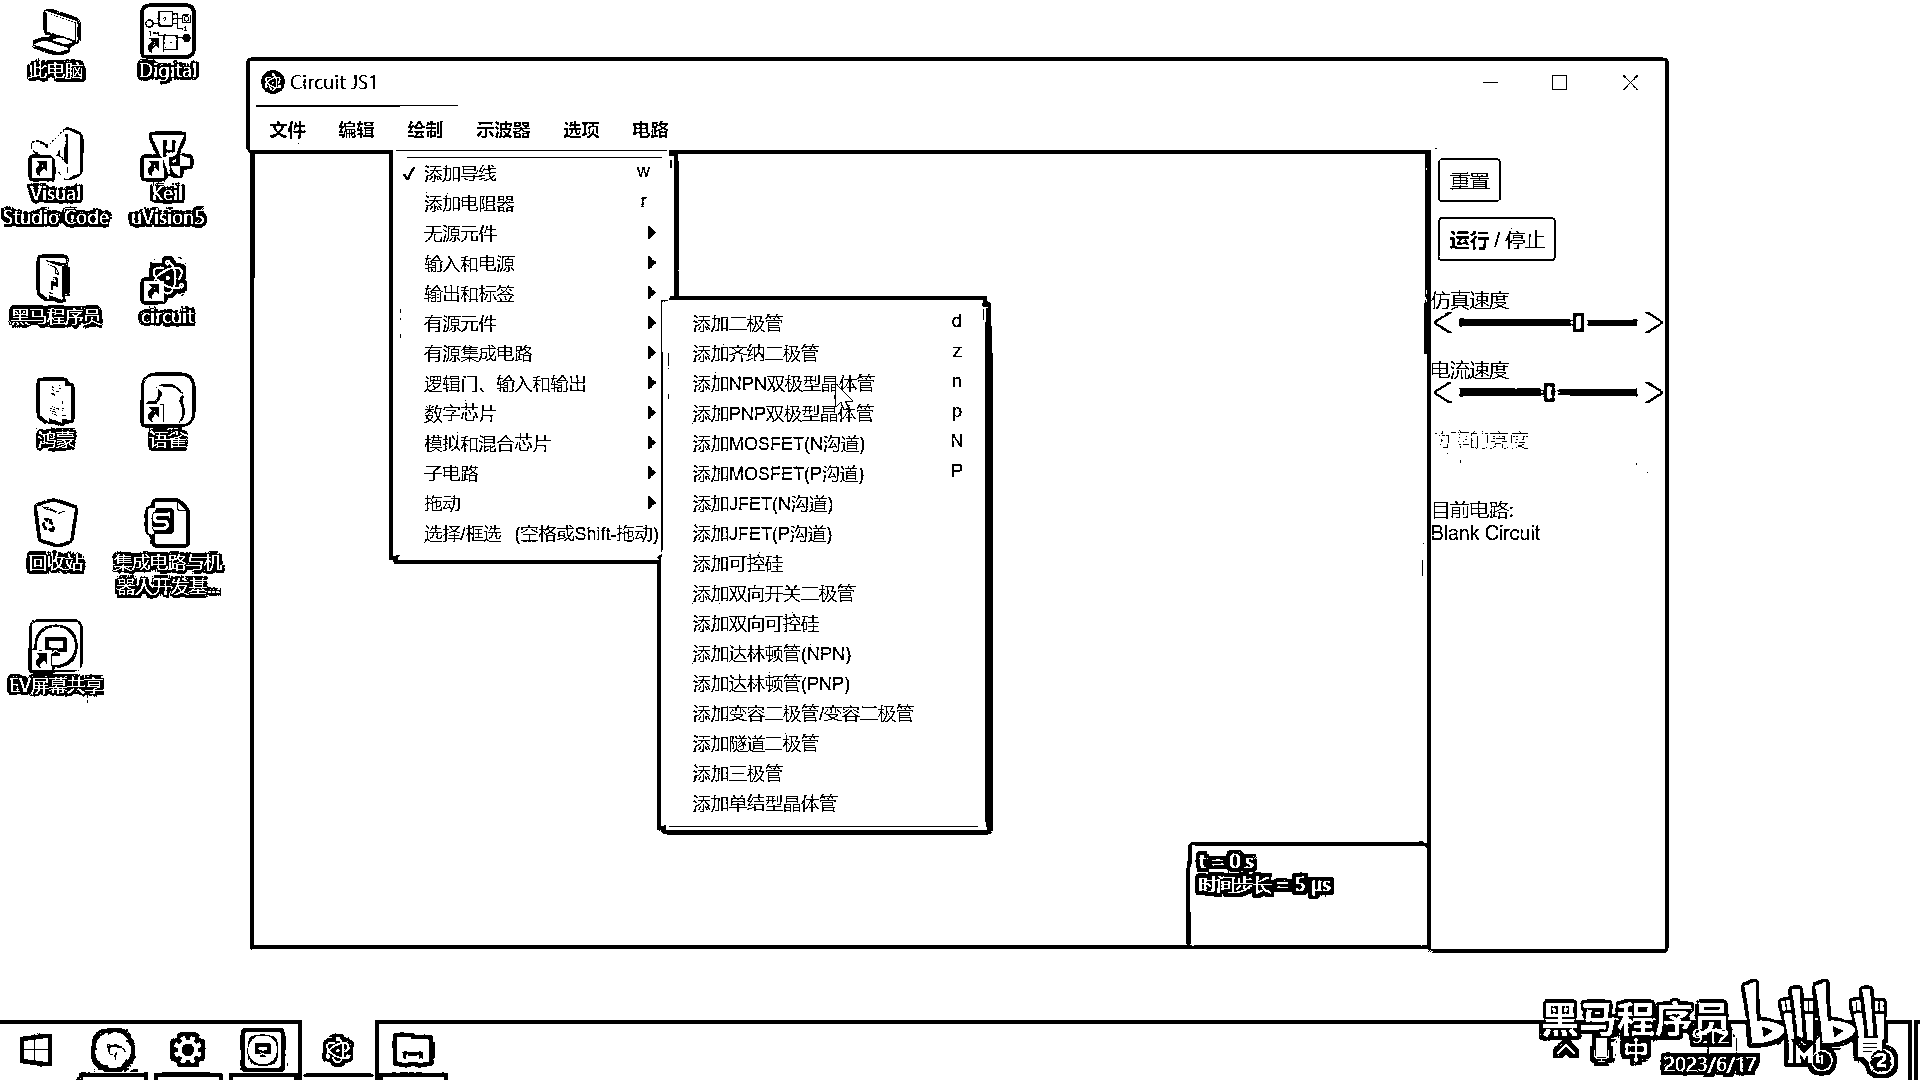 此电脑
Digital
Visual
Studio Code
Keil
uVision5
黑马程序员
circuit
鸿蒙
语雀
回收站
集成电路与机
器人开发基...
EV屏幕共享
Circuit JS1
文件 编辑 绘制 示波器 选项 电路
✓ 添加导线 w
添加电阻器 r
无源元件
输入和电源
输出和标签
有源元件
有源集成电路
逻辑门、输入和输出
数字芯片
模拟和混合芯片
子电路
拖动
选择/框选 (空格或Shift-拖动)
添加二极管 d
添加齐纳二极管 z
添加NPN双极型晶体管 n
添加PNP双极型晶体管 p
添加MOSFET(N沟道) N
添加MOSFET(P沟道) P
添加JFET(N沟道)
添加JFET(P沟道)
添加可控硅
添加双向开关二极管
添加双向可控硅
添加达林顿管(NPN)
添加达林顿管(PNP)
添加变容二极管/变容二极管
添加隧道二极管
添加三极管
添加单结型晶体管
重置
运行 / 停止
仿真速度
电流速度
亮度
目前电路:
Blank Circuit
t = 0 s
时间步长 = 5 μs
黑马程序员 bilibili
中
9:12
2023/6/17
2